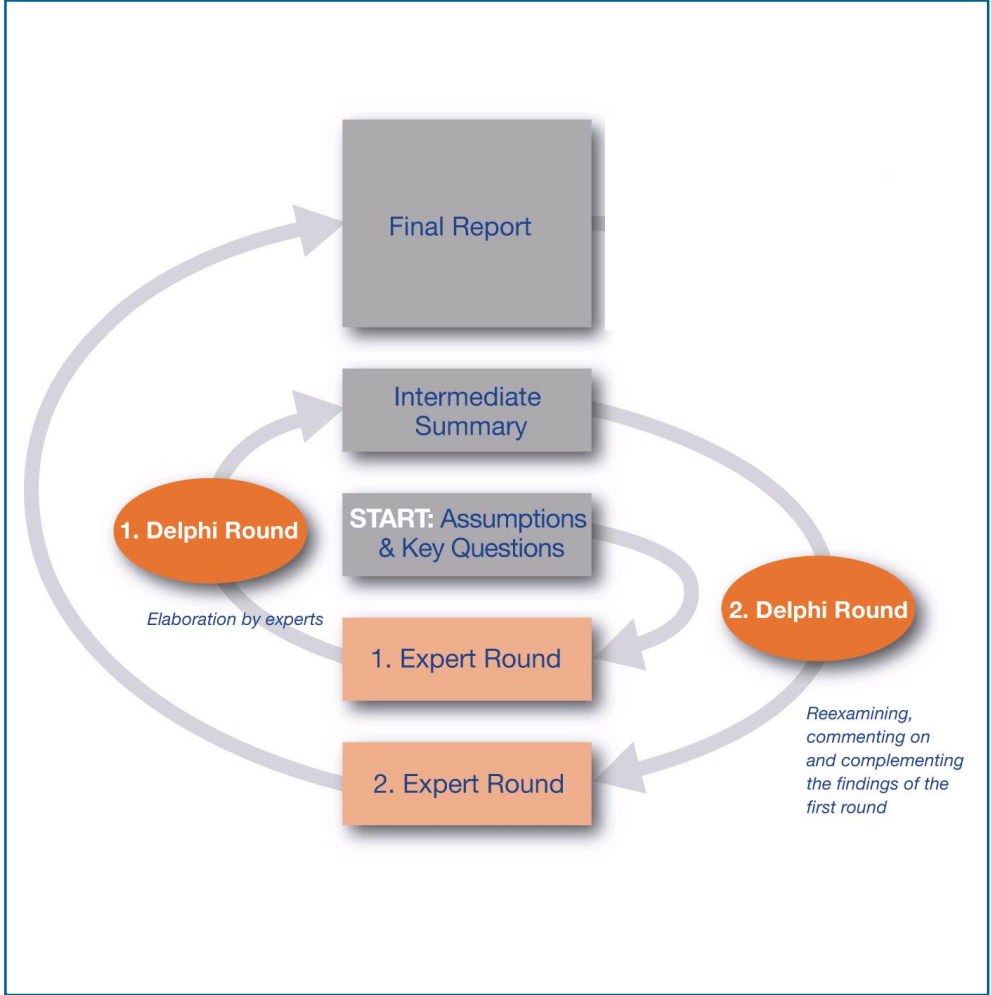 Final Report
Intermediate
Summary
1. Delphi Round
START: Assumptions
& Key Questions
Elaboration by experts
2. Delphi Round
1. Expert Round
Reexamining,
commenting on
and complementing
the findings of the
first round
2. Expert Round